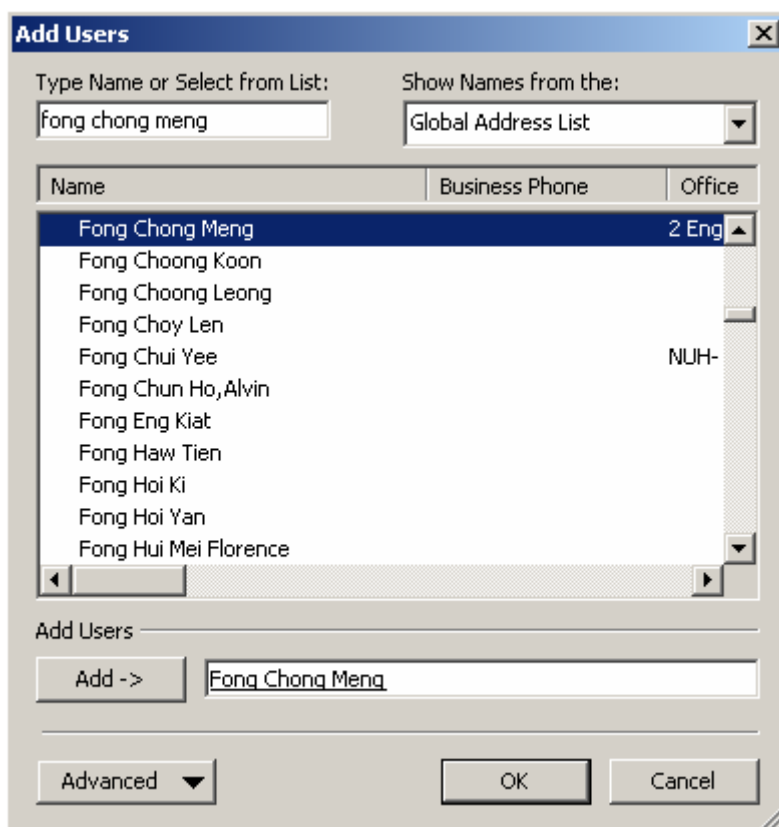 Add Users
Type Name or Select from List: Show Names from the:
fong chong meng Global Address List
Name Business Phone Office
Fong Chong Meng 2 Eng
Fong Choong Koon
Fong Choong Leong
Fong Choy Len
Fong Chui Yee NUH-
Fong Chun Ho,Alvin
Fong Eng Kiat
Fong Haw Tien
Fong Hoi Ki
Fong Hoi Yan
Fong Hui Mei Florence
Add Users
Add -> Fong Chong Meng
Advanced OK Cancel